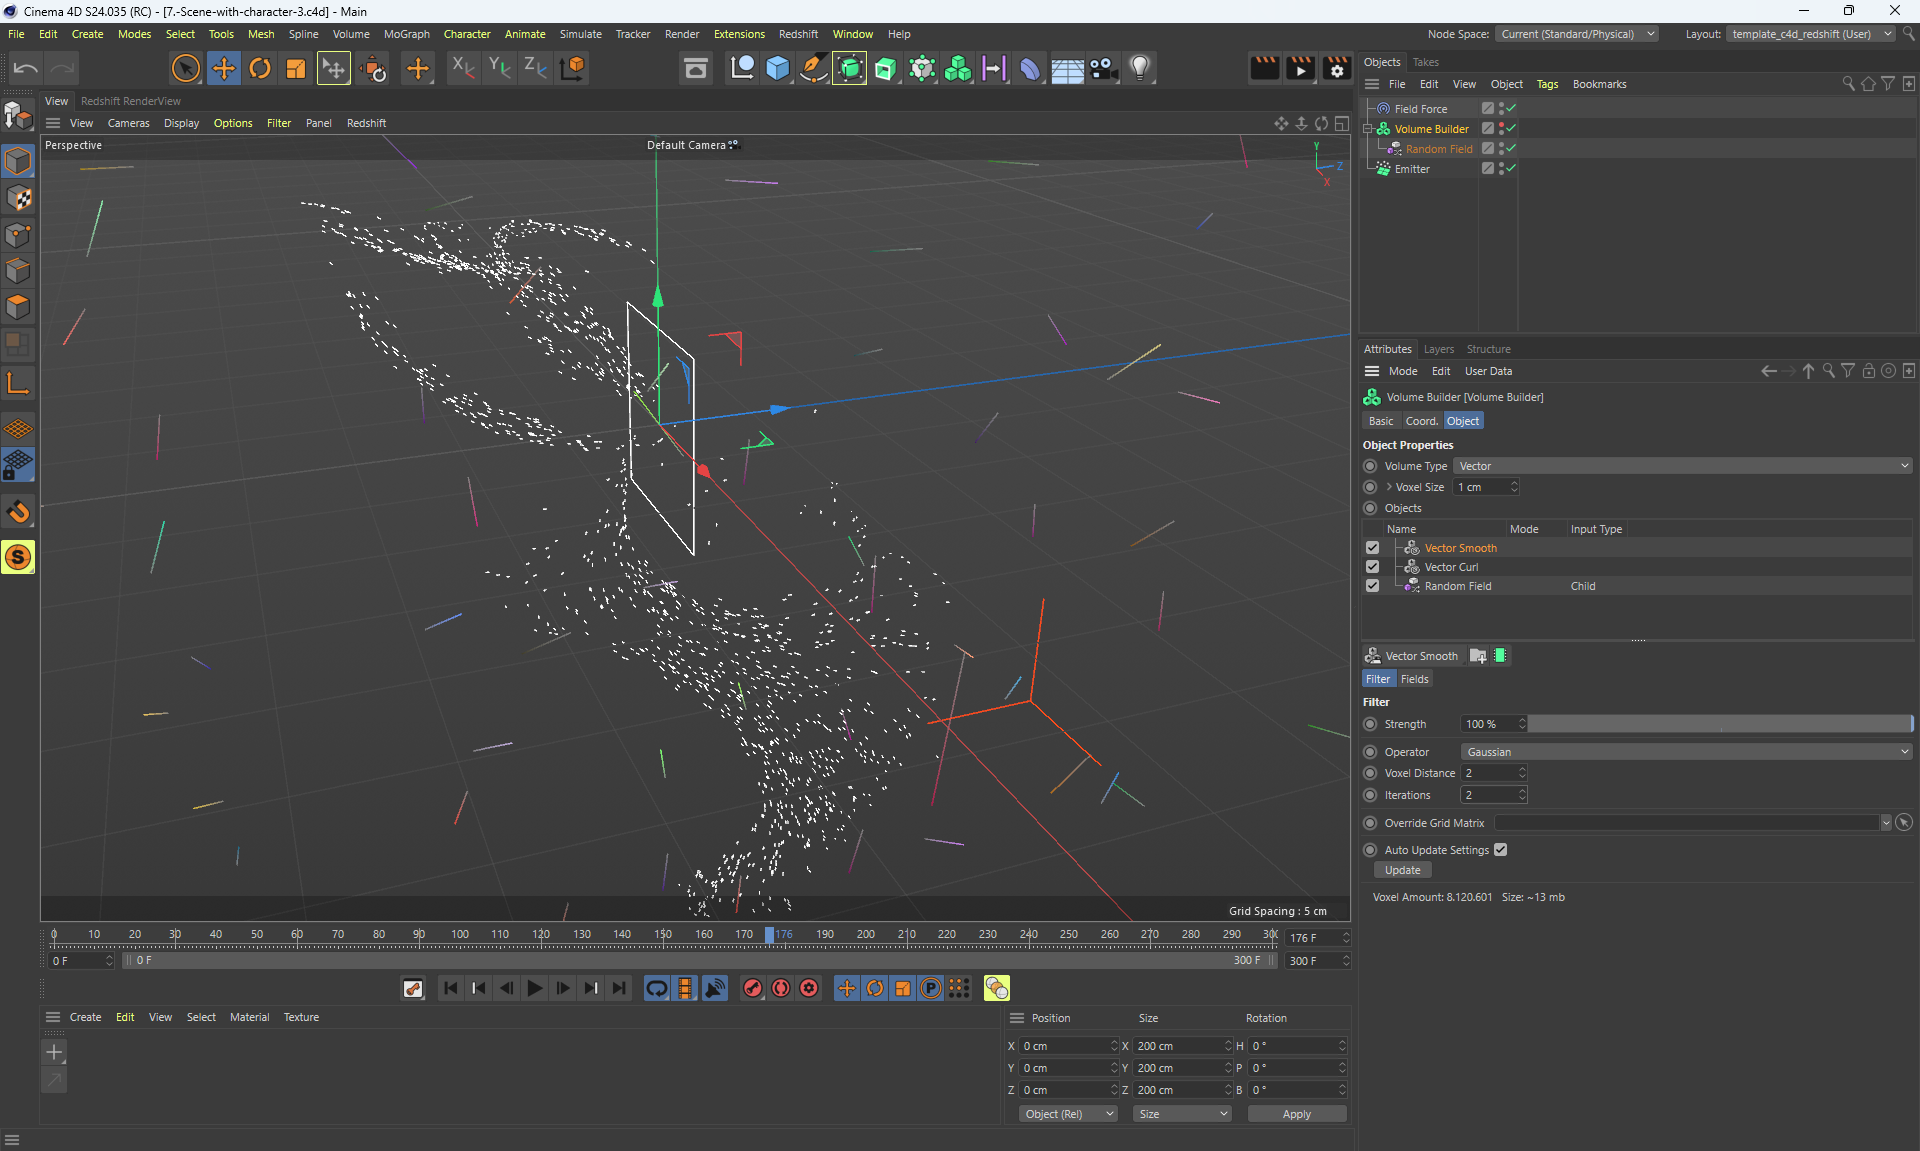 Cinema 4D S24.035 (RC) - [7.-Scene-with-character-3.c4d] - Main
File Edit Create Modes Select Tools Mesh Spline Volume MoGraph Character Animate Simulate Tracker Render Extensions Redshift Window Help
Node Space: Current (Standard/Physical) Layout: template_c4d_redshift (User)
X Y Z
Objects Takes
File Edit View Object Tags Bookmarks
Field Force
Volume Builder
Random Field
Emitter
View Redshift RenderView
View Cameras Display Options Filter Panel Redshift
Perspective
Default Camera
Y
Z
X
Grid Spacing : 5 cm
Attributes Layers Structure
Mode Edit User Data
Volume Builder [Volume Builder]
Basic Coord. Object
Object Properties
Volume Type Vector
Voxel Size 1 cm
Objects
Name Mode Input Type
Vector Smooth
Vector Curl
Random Field Child
Vector Smooth
Filter Fields
Filter
Strength 100 %
Operator Gaussian
Voxel Distance 2
Iterations 2
Override Grid Matrix
Auto Update Settings
Update
Voxel Amount: 8.120.601 Size: ~13 mb
S
0 10 20 30 40 50 60 70 80 90 100 110 120 130 140 150 160 170 176 190 200 210 220 230 240 250 260 270 280 290 300
176 F
0 F 0 F 300 F 300 F
P
Create Edit View Select Material Texture
Position Size Rotation
X 0 cm X 200 cm H 0 °
Y 0 cm Y 200 cm P 0 °
Z 0 cm Z 200 cm B 0 °
Object (Rel) Size Apply